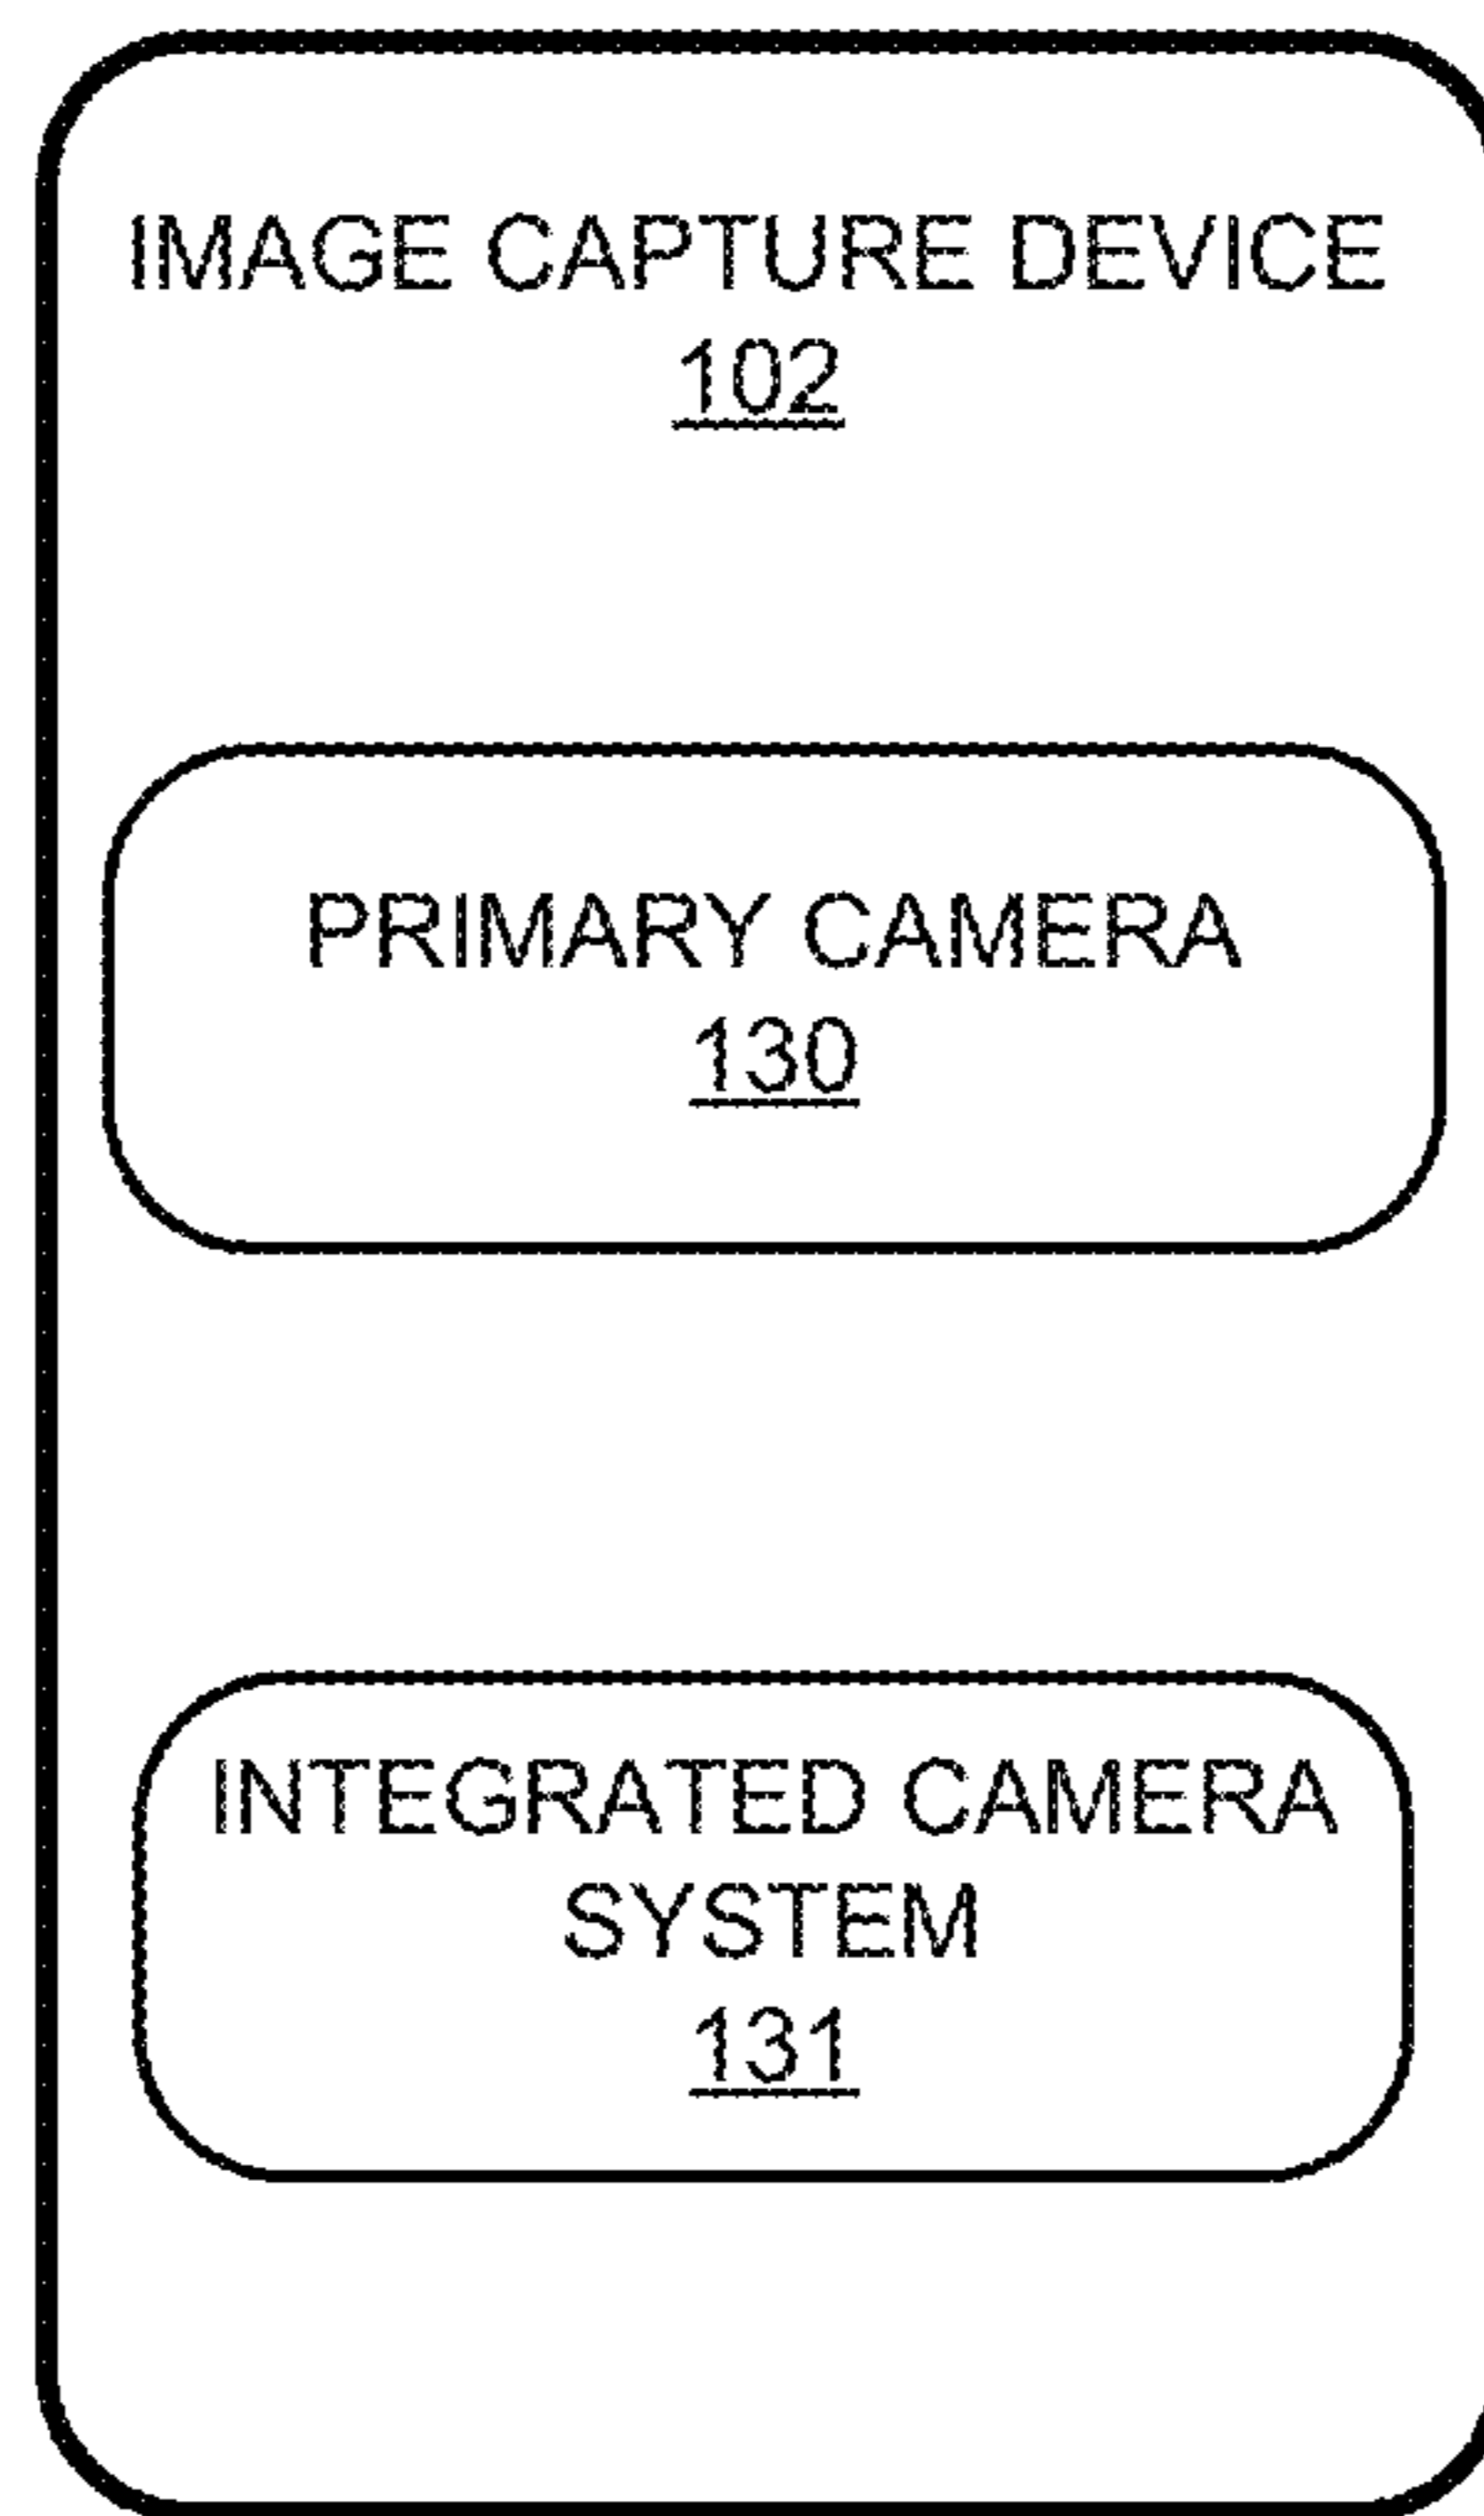 IMAGE CAPTURE DEVICE
102
PRIMARY CAMERA
130
INTEGRATED CAMERA
SYSTEM
131